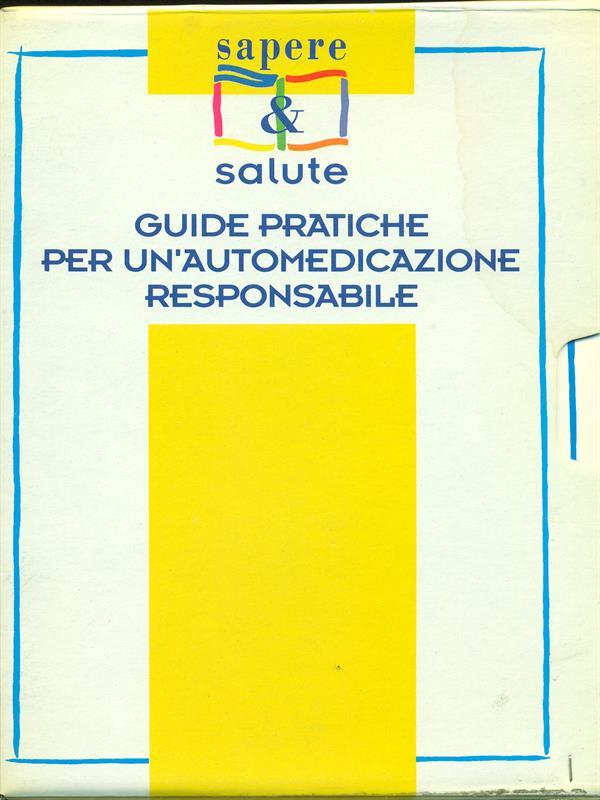 sapere
&
salute
GUIDE PRATICHE
PER UN'AUTOMEDICAZIONE
RESPONSABILE